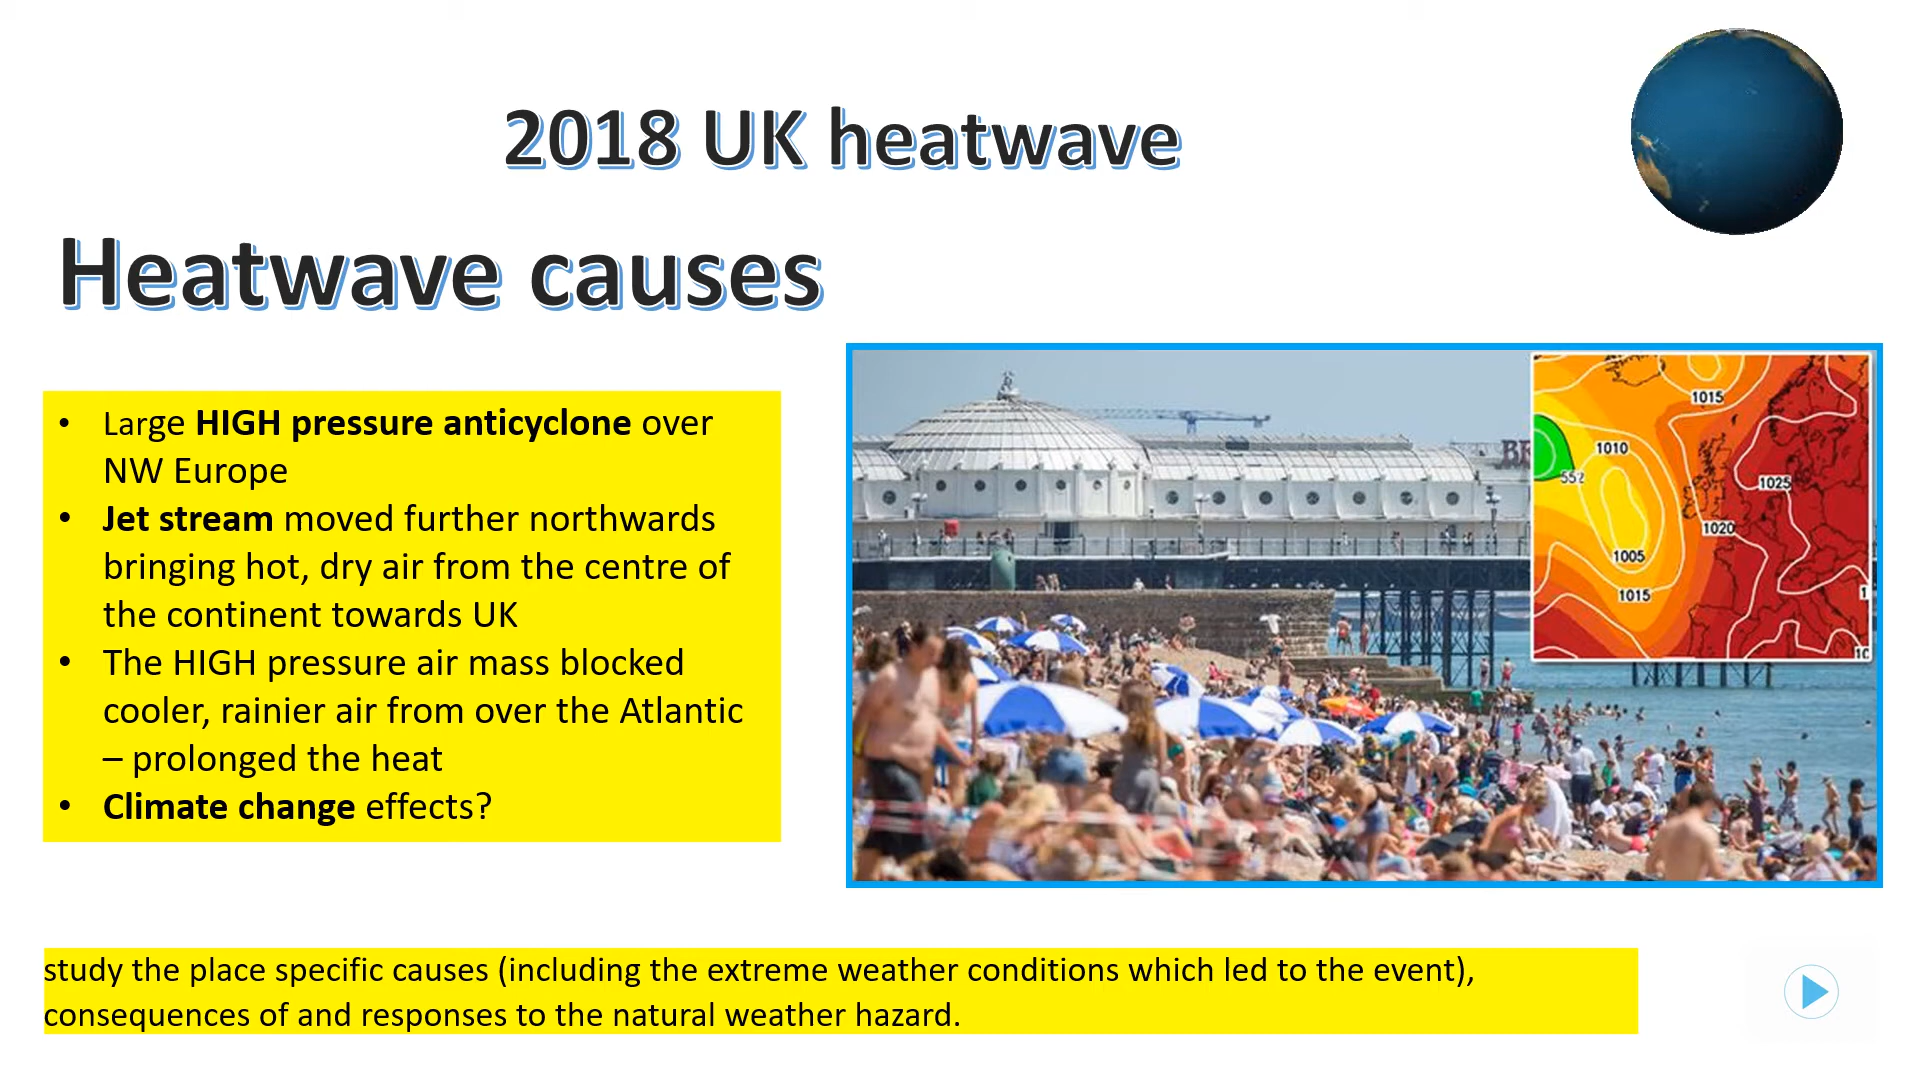 2018 UK heatwave
Heatwave causes
• Large HIGH pressure anticyclone over
NW Europe
• Jet stream moved further northwards
bringing hot, dry air from the centre of
the continent towards UK
• The HIGH pressure air mass blocked
cooler, rainier air from over the Atlantic
– prolonged the heat
• Climate change effects?
BR
1015
1010
552
1025
1020
1005
1015
1
10
study the place specific causes (including the extreme weather conditions which led to the event),
consequences of and responses to the natural weather hazard.